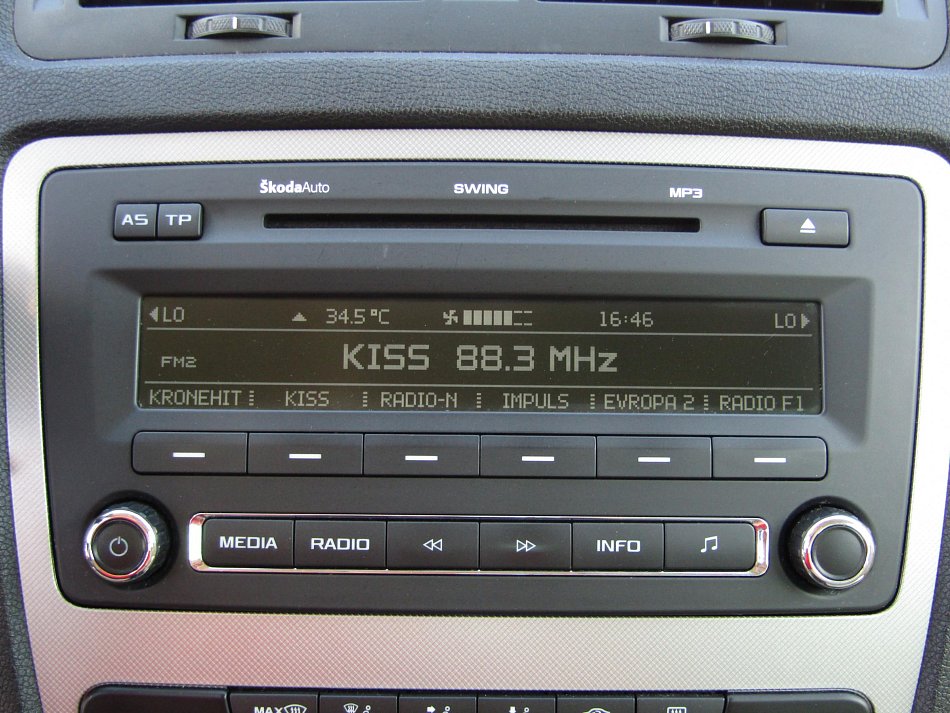 ŠkodaAuto SWING MP3
AS TP
LO 34.5°C 16:46 LO
FM2 KISS 88.3 MHz
KRONEHIT KISS RADIO-N IMPULS EVROPA 2 RADIO F1
MEDIA RADIO INFO
MAX